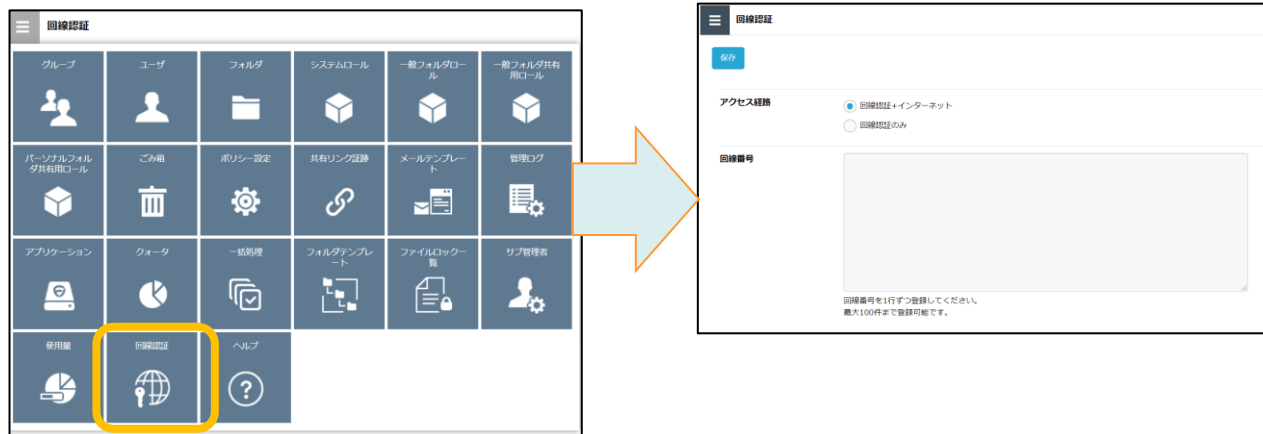 回線認証
グループ
ユーザ
フォルダ
システムロール
一般フォルダロー
ル
一般フォルダ共有
用ロール
パーソナルフォル
ダ共有用ロール
ごみ箱
ポリシー設定
共有リンク証跡
メールテンプレー
ト
管理ログ
アプリケーション
クォータ
一括処理
フォルダテンプレ
ート
ファイルロック一
覧
サブ管理者
使用量
回線認証
ヘルプ
回線認証
保存
アクセス経路
回線認証+インターネット
回線認証のみ
回線番号
回線番号を1行ずつ登録してください。
最大100件まで登録可能です。